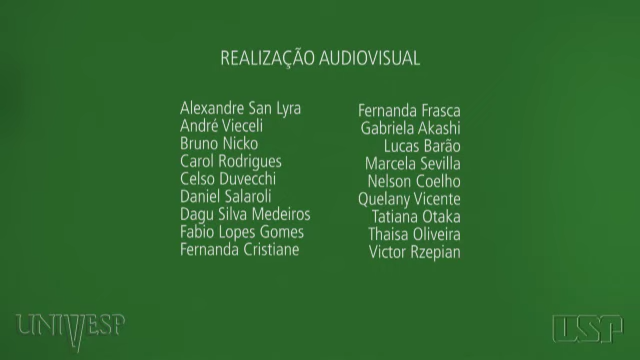 REALIZAÇÃO AUDIOVISUAL
Alexandre San Lyra
André Vieceli
Bruno Nicko
Carol Rodrigues
Celso Duvecchi
Daniel Salaroli
Dagu Silva Medeiros
Fabio Lopes Gomes
Fernanda Cristiane
Fernanda Frasca
Gabriela Akashi
Lucas Barão
Marcela Sevilla
Nelson Coelho
Quelany Vicente
Tatiana Otaka
Thaisa Oliveira
Victor Rzepian
UNIVESP
USP